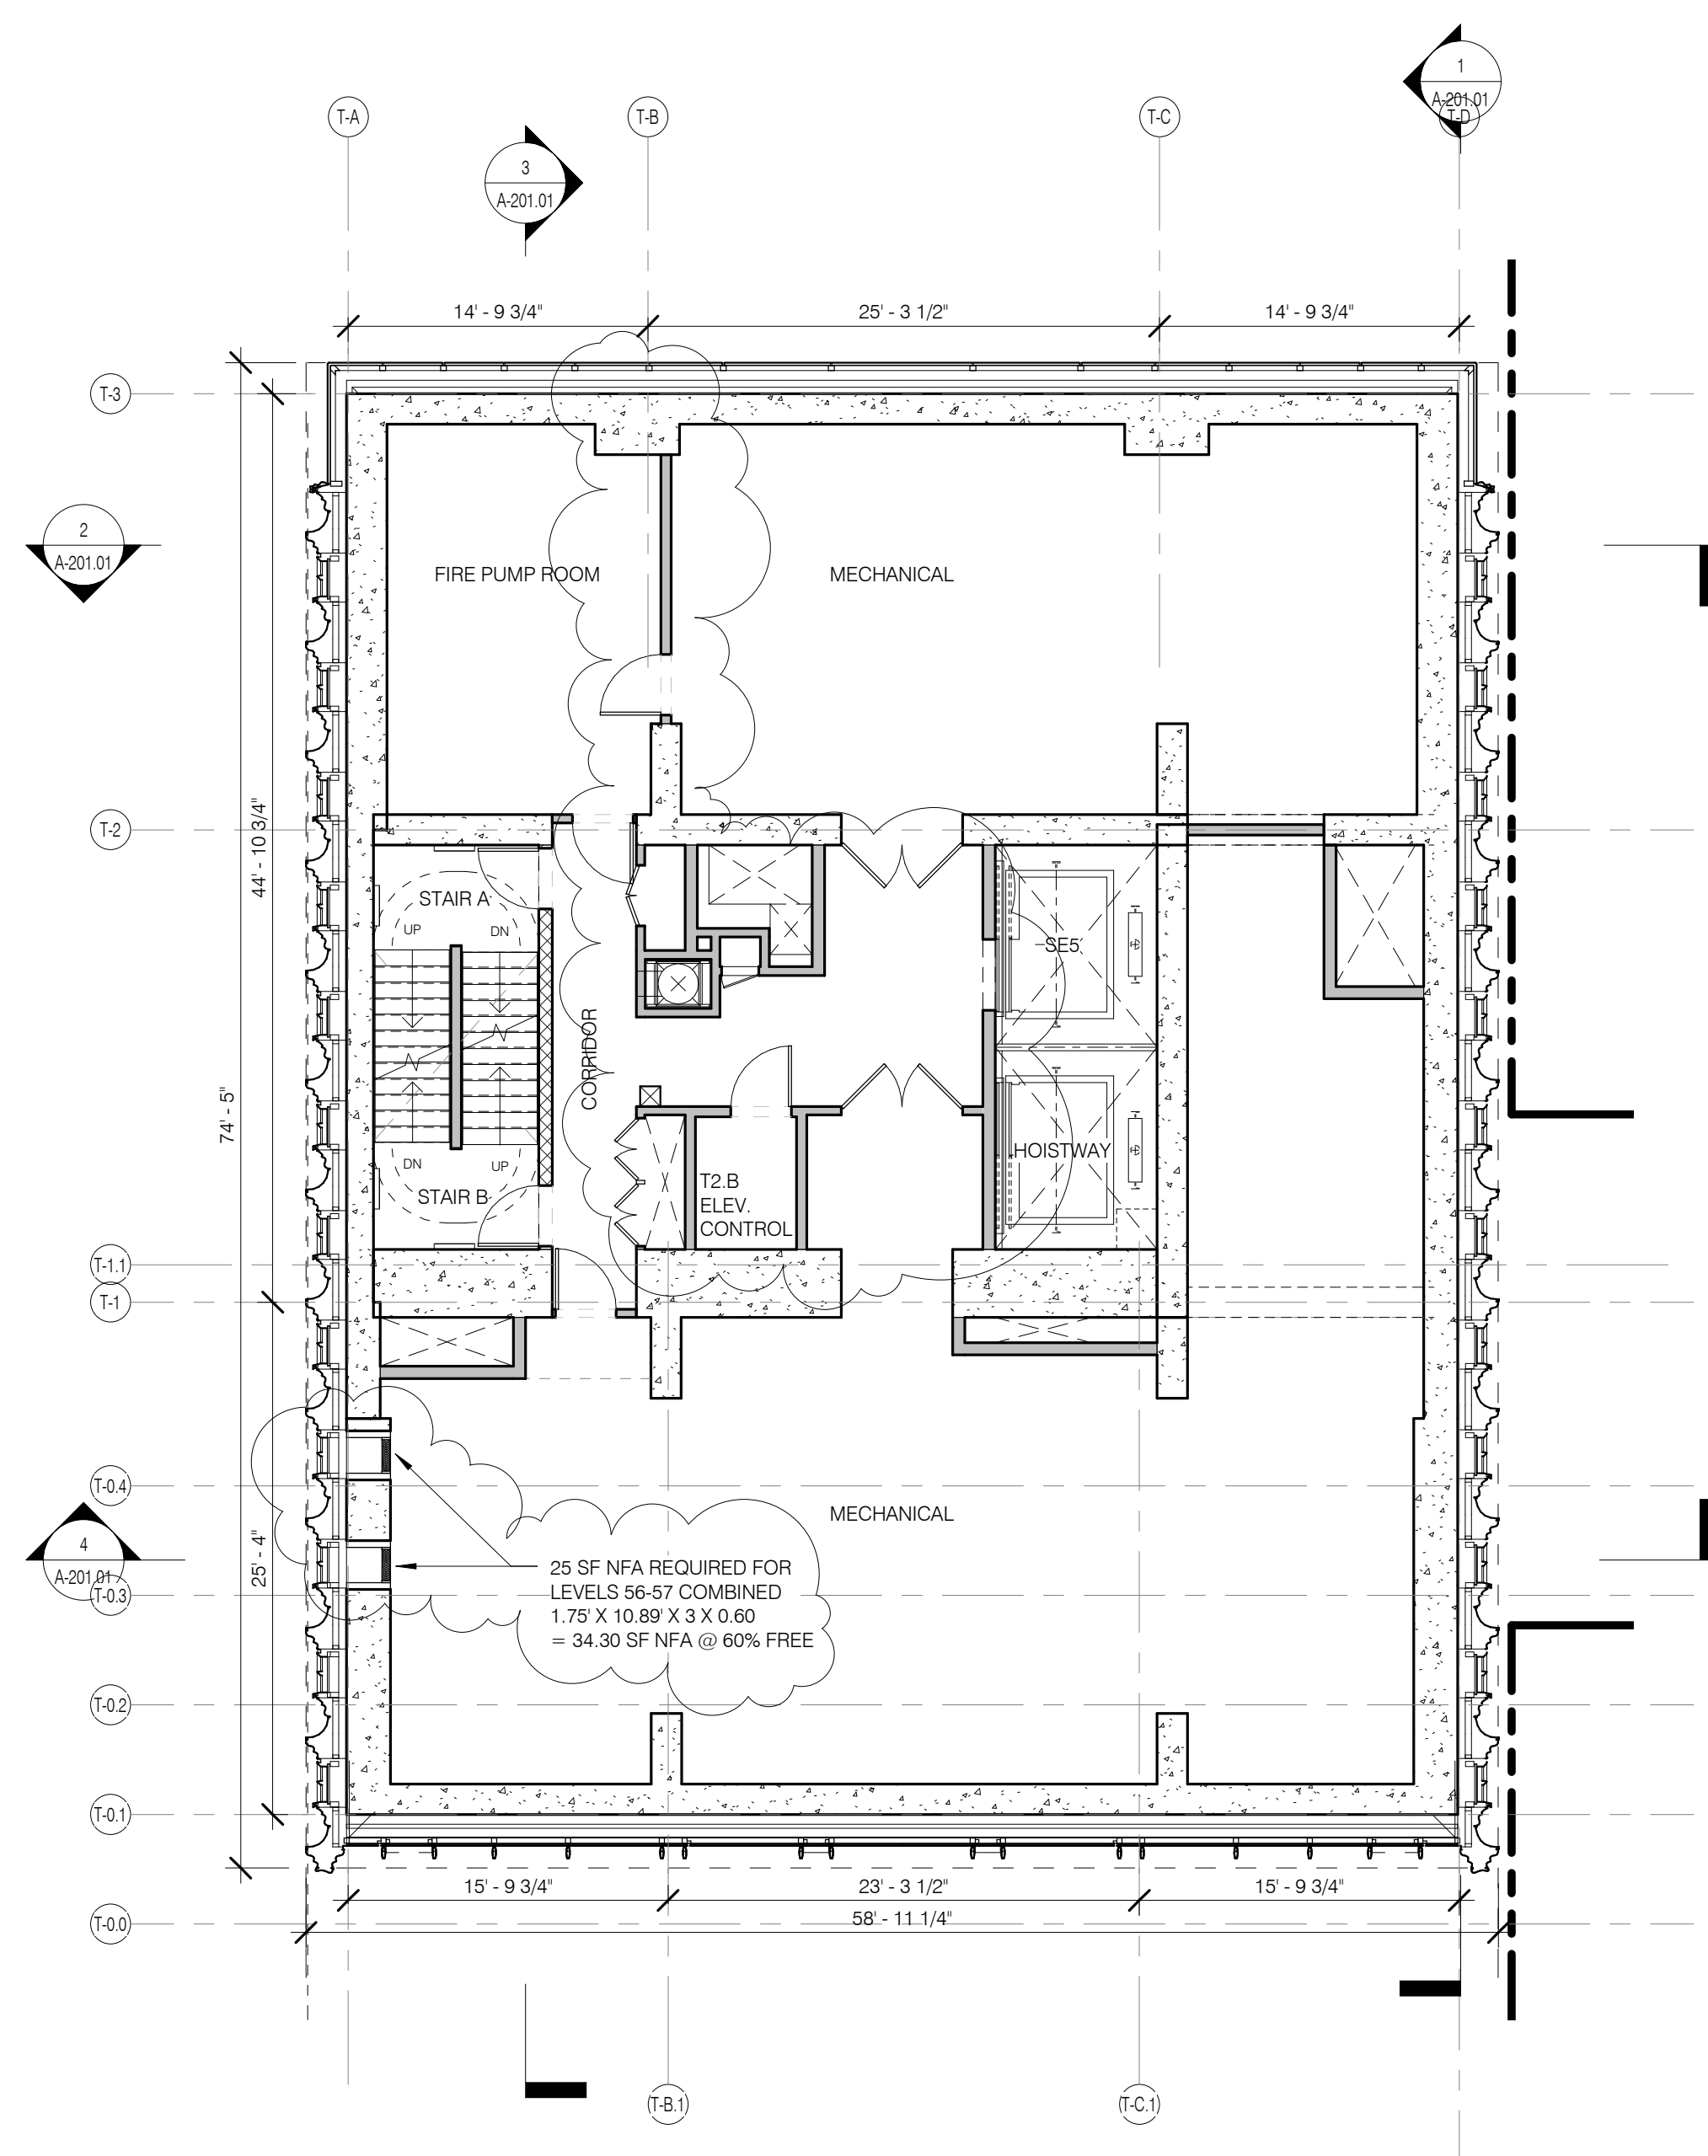 1
A-201.01
T-A
T-B
T-C
T-D
3
A-201.01
14' - 9 3/4"
25' - 3 1/2"
14' - 9 3/4"
T-3
2
A-201.01
FIRE PUMP ROOM
MECHANICAL
T-2
44' - 10 3/4"
STAIR A
UP
DN
SE5
CORRIDOR
74' - 5"
DN
UP
STAIR B
HOISTWAY
T2.B
ELEV.
CONTROL
T-1.1
T-1
T-0.4
MECHANICAL
4
A-201.01
25' - 4"
25 SF NFA REQUIRED FOR
LEVELS 56-57 COMBINED
1.75' X 10.89' X 3 X 0.60
= 34.30 SF NFA @ 60% FREE
T-0.3
T-0.2
T-0.1
15' - 9 3/4"
23' - 3 1/2"
15' - 9 3/4"
58' - 11 1/4"
T-0.0
T-B.1
T-C.1